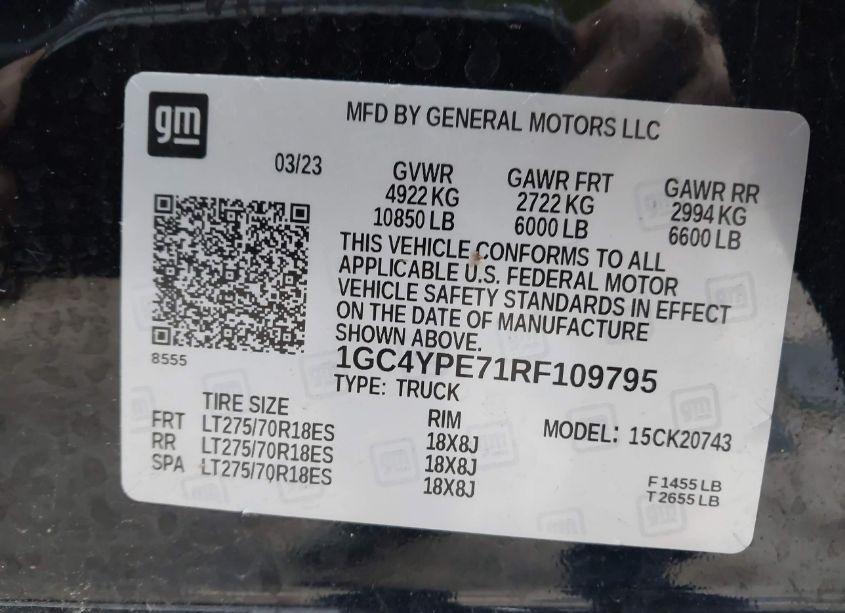 gm
MFD BY GENERAL MOTORS LLC
03/23
GVWR
4922 KG
10850 LB
GAWR FRT
2722 KG
6000 LB
GAWR RR
2994 KG
6600 LB
THIS VEHICLE CONFORMS TO ALL
APPLICABLE U.S. FEDERAL MOTOR
VEHICLE SAFETY STANDARDS IN EFFECT
ON THE DATE OF MANUFACTURE
SHOWN ABOVE.
8555
1GC4YPE71RF109795
TYPE: TRUCK
TIRE SIZE RIM
FRT LT275/70R18ES 18X8J
RR LT275/70R18ES 18X8J
SPA LT275/70R18ES 18X8J
MODEL: 15CK20743
F 1455 LB
T 2655 LB